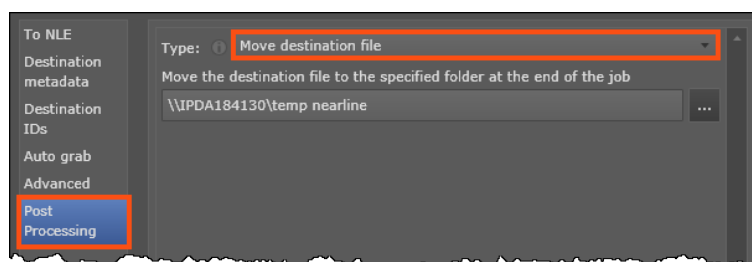 To NLE
Destination
metadata
Destination
IDs
Auto grab
Advanced
Post
Processing
Type: Move destination file
Move the destination file to the specified folder at the end of the job
\\IPDA184130\temp nearline
...